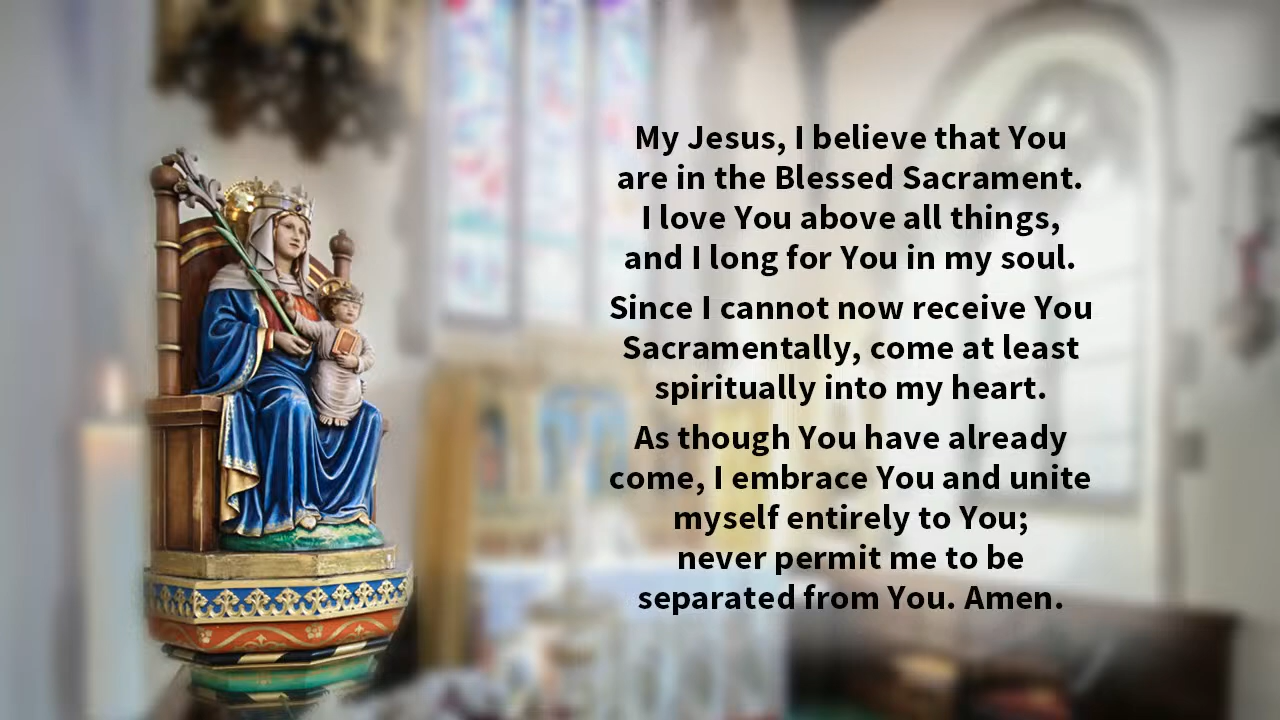 My Jesus, I believe that You
are in the Blessed Sacrament.
I love You above all things,
and I long for You in my soul.
Since I cannot now receive You
Sacramentally, come at least
spiritually into my heart.
As though You have already
come, I embrace You and unite
myself entirely to You;
never permit me to be
separated from You. Amen.